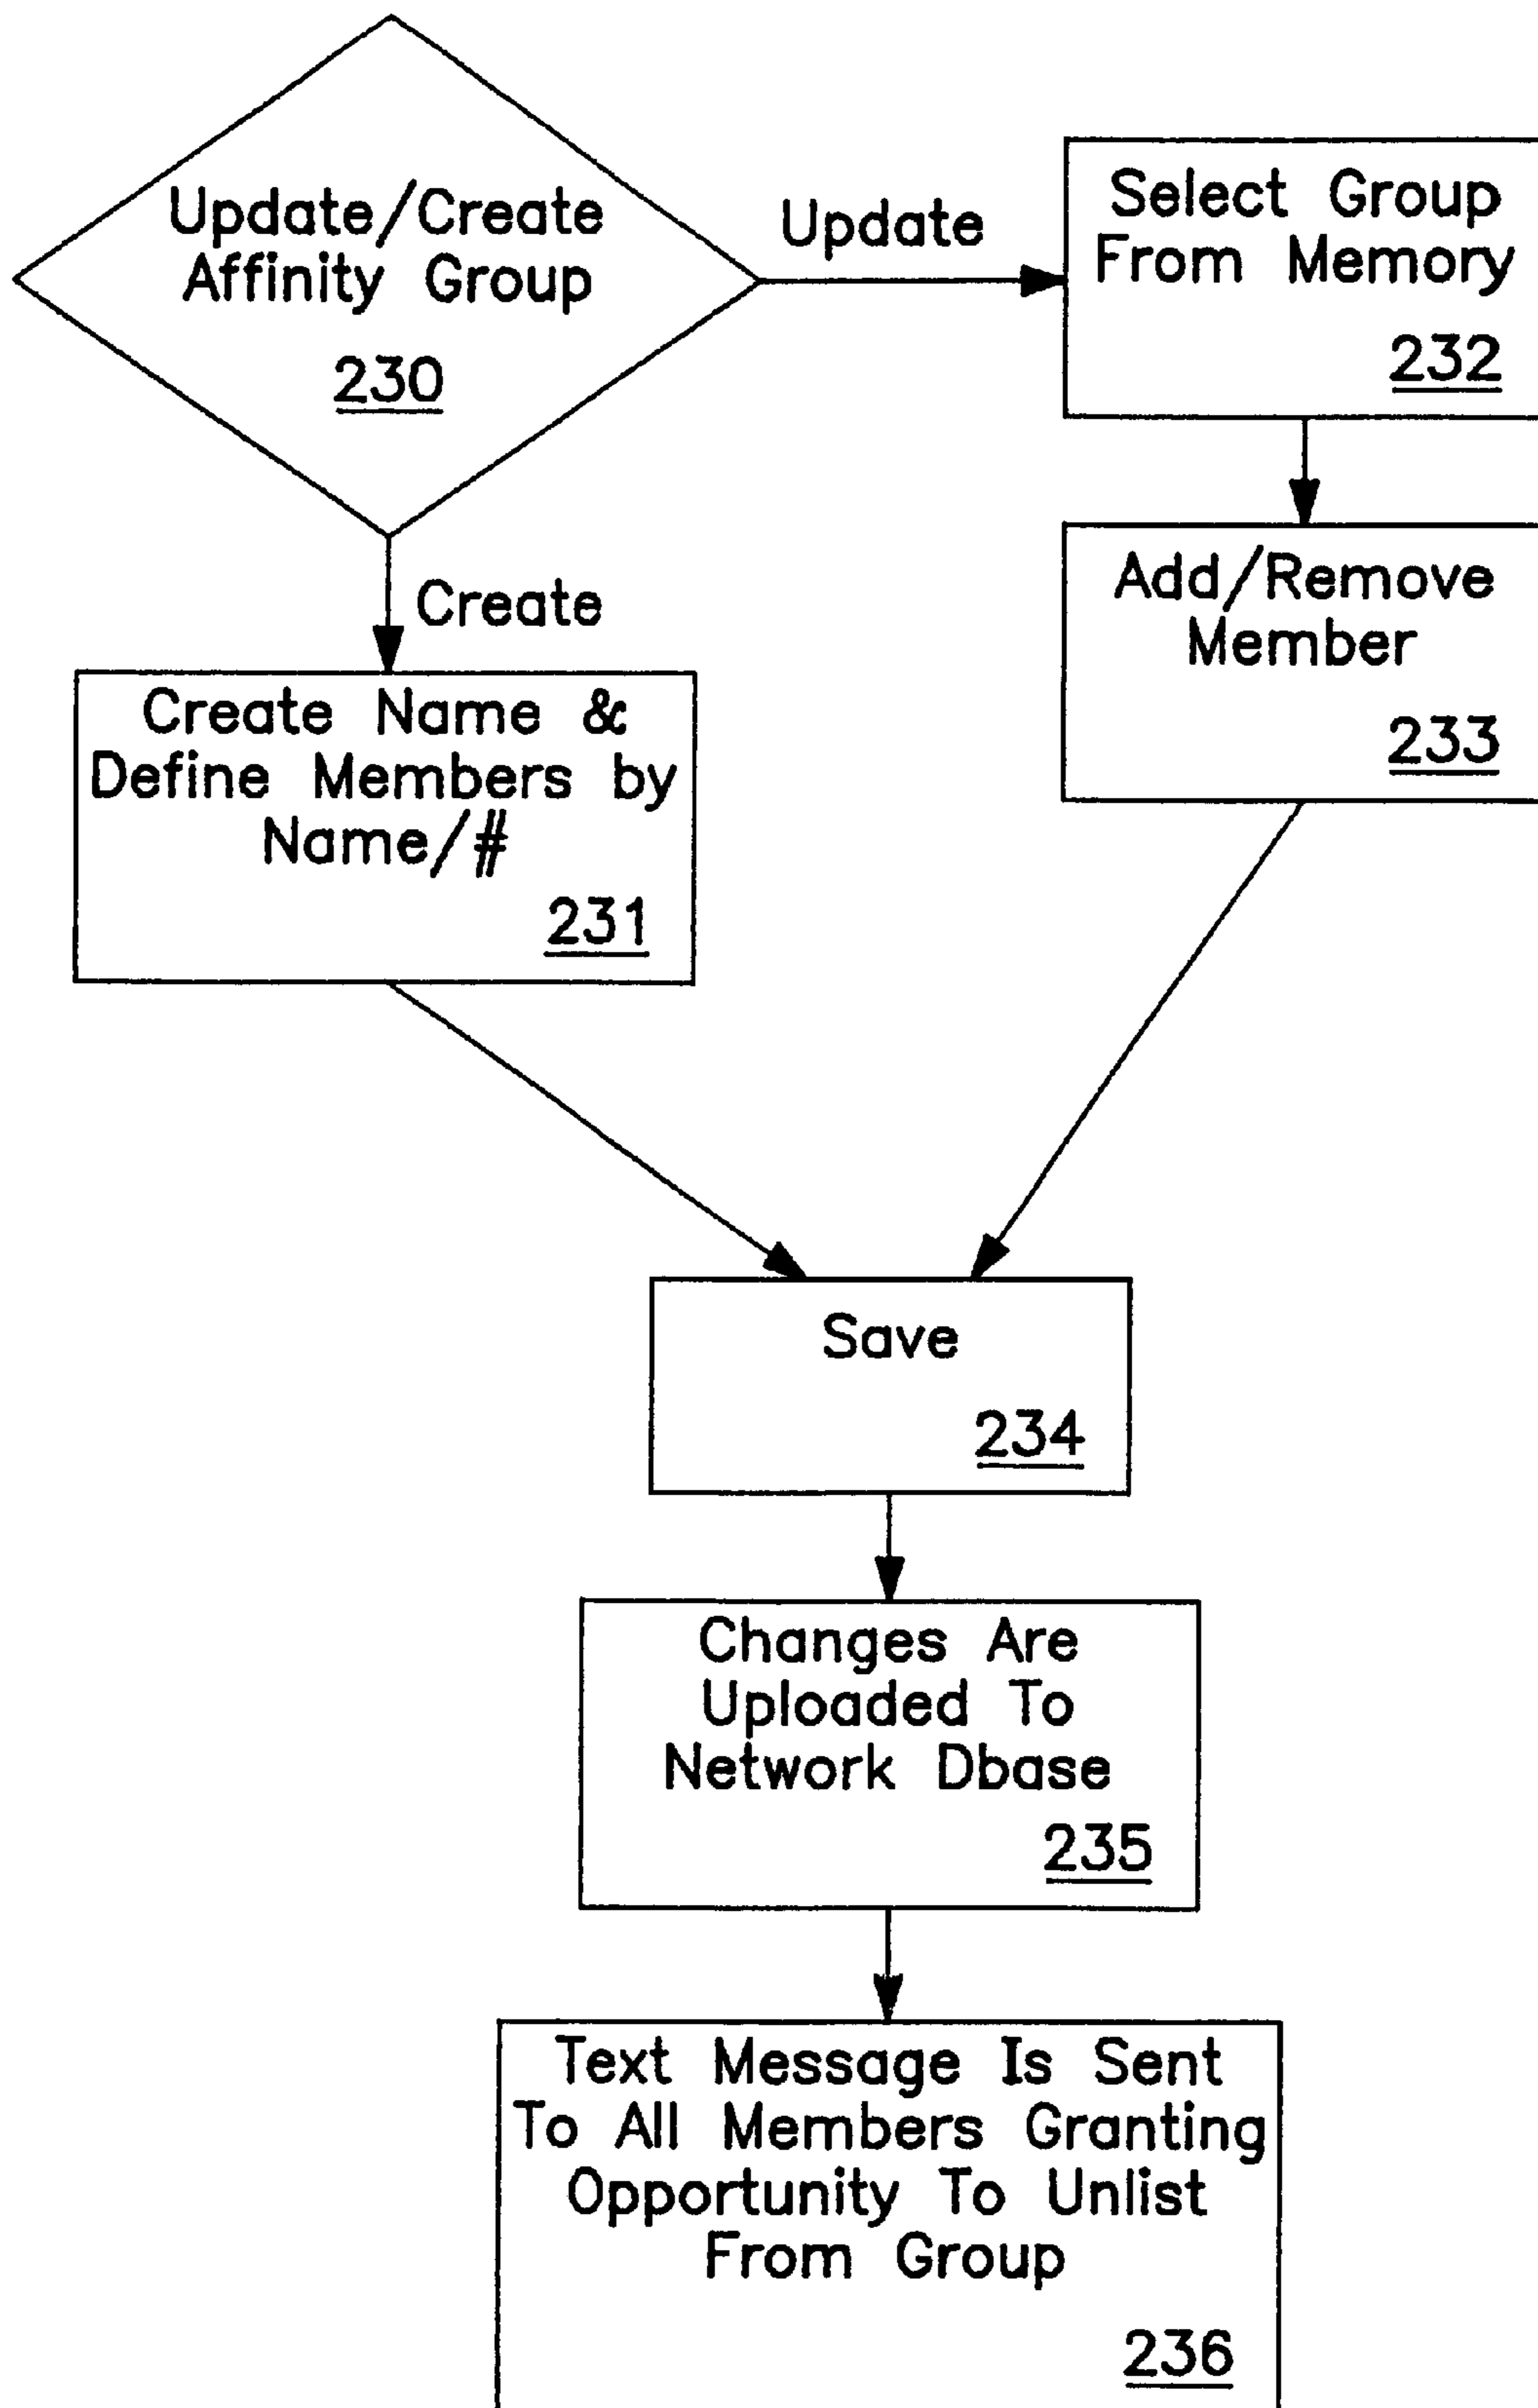 Update/Create
Affinity Group
230
Update
Select Group
From Memory
232
Create
Add/Remove
Member
233
Create Name &
Define Members by
Name/#
231
Save
234
Changes Are
Uploaded To
Network Dbase
235
Text Message Is Sent
To All Members Granting
Opportunity To Unlist
From Group
236